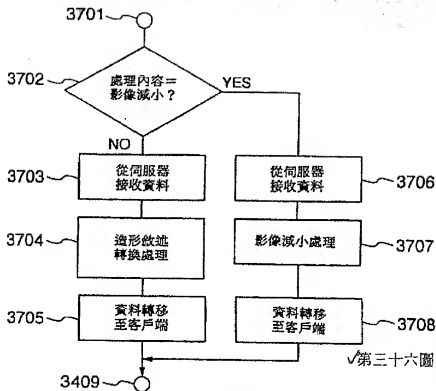 3701
3702
處理內容=
影像減小？
YES
NO
3703
從伺服器
接收資料
從伺服器
接收資料
3706
3704
造形敘述
轉換處理
影像減小處理
3707
3705
資料轉移
至客戶端
資料轉移
至客戶端
3708
√第三十六圖
3409